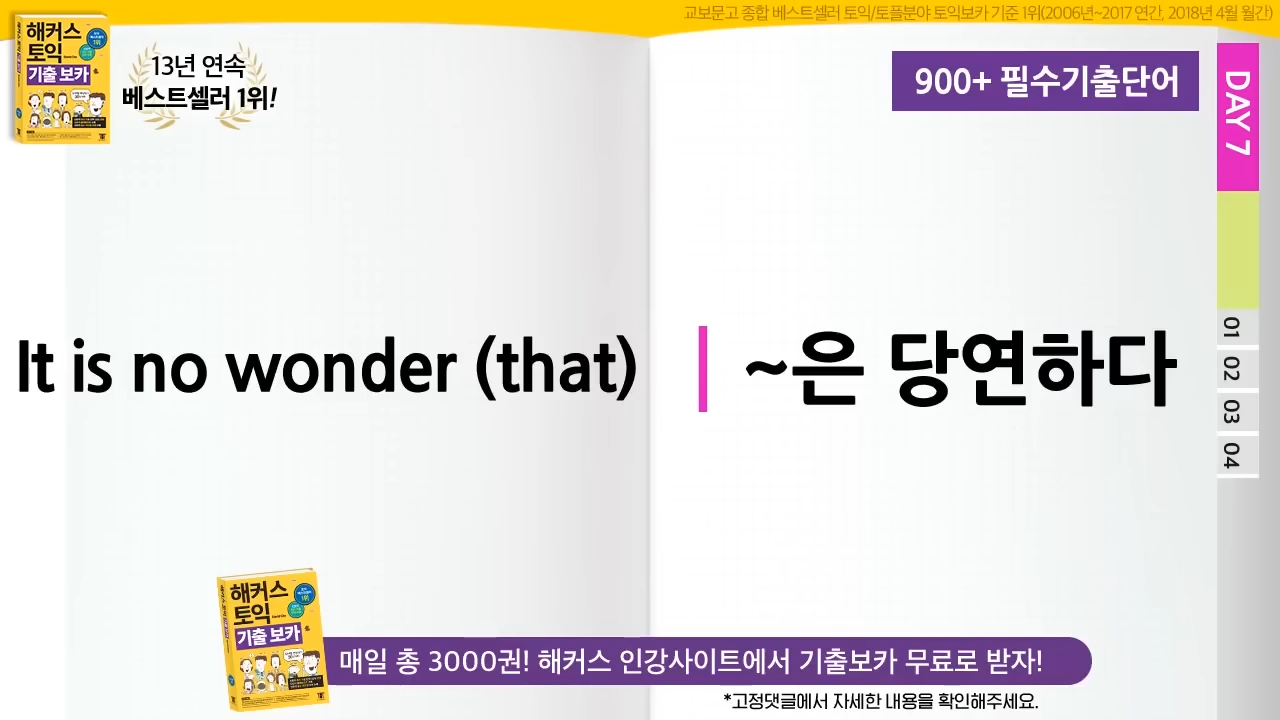 교보문고 종합 베스트셀러 토익/토플분야 토익보카 기준 1위(2006년~2017 연간, 2018년 4월 월간)
해커스
토익
기출 보카
13년 연속
베스트셀러 1위!
900+ 필수기출단어
DAY 7
It is no wonder (that)
~은 당연하다
01
02
03
04
해커스
토익
기출 보카
매일 총 3000권! 해커스 인강사이트에서 기출보카 무료로 받자!
*고정댓글에서 자세한 내용을 확인해주세요.